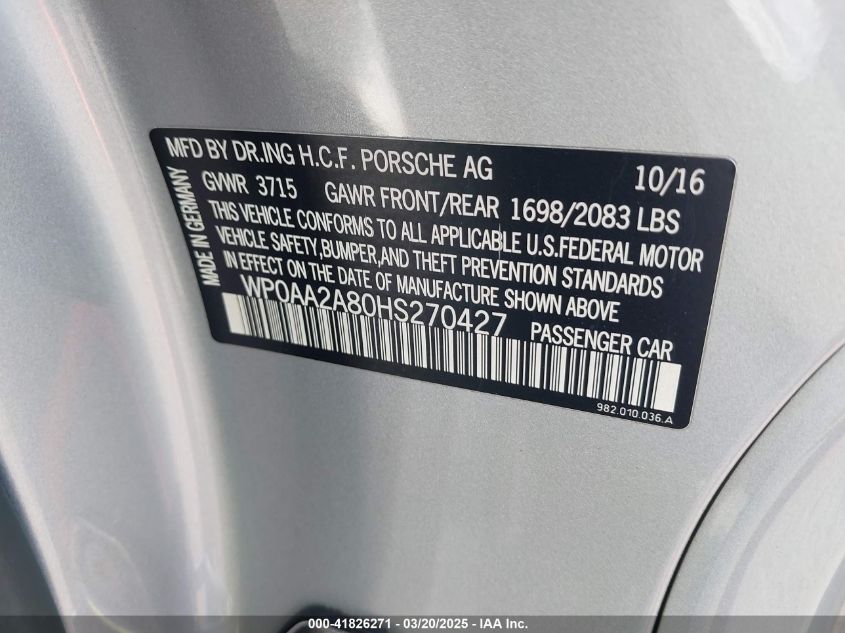 MFD BY DR.ING H.C.F. PORSCHE AG 10/16
GVWR 3715 GAWR FRONT/REAR 1698/2083 LBS
THIS VEHICLE CONFORMS TO ALL APPLICABLE U.S.FEDERAL MOTOR
VEHICLE SAFETY,BUMPER,AND THEFT PREVENTION STANDARDS
IN EFFECT ON THE DATE OF MANUFACTURE SHOWN ABOVE
WP0AA2A80HS270427 PASSENGER CAR
MADE IN GERMANY
982.010.036.A
000-41826271 - 03/20/2025 - IAA Inc.